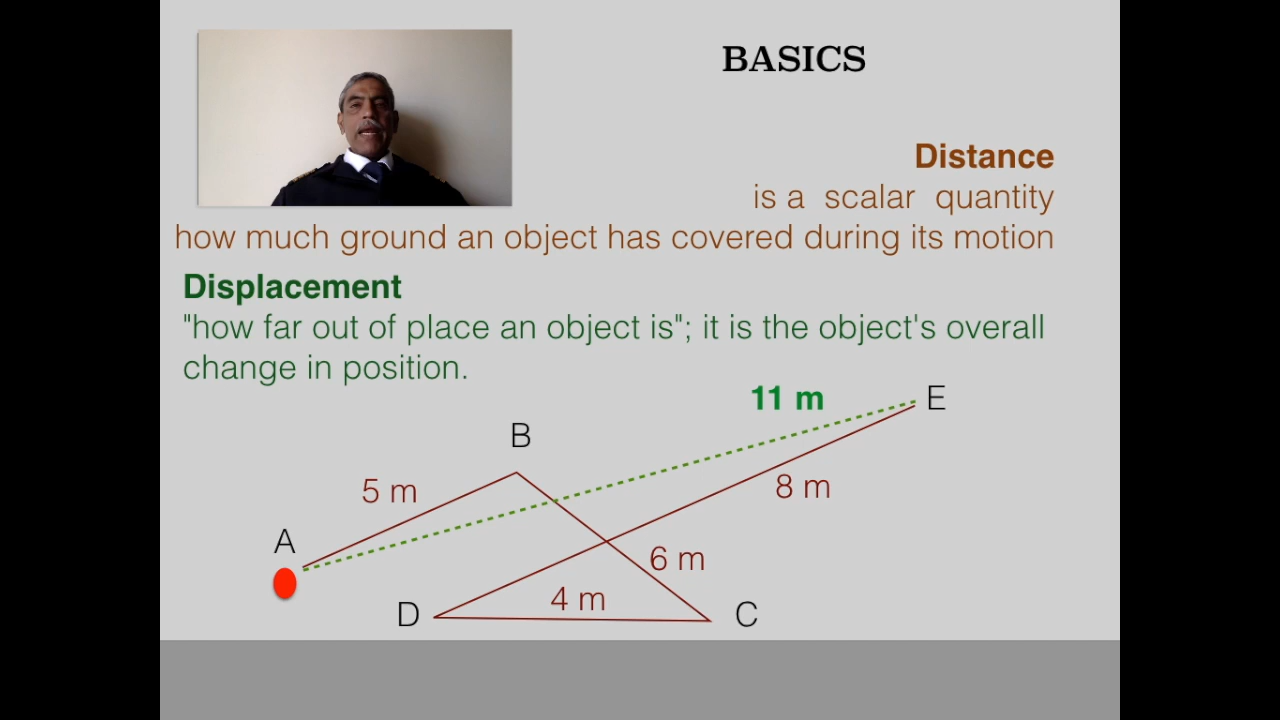 BASICS
Distance
is a scalar quantity
how much ground an object has covered during its motion
Displacement
"how far out of place an object is"; it is the object's overall
change in position.
11 m
E
B
5 m
8 m
A
6 m
4 m
D
C